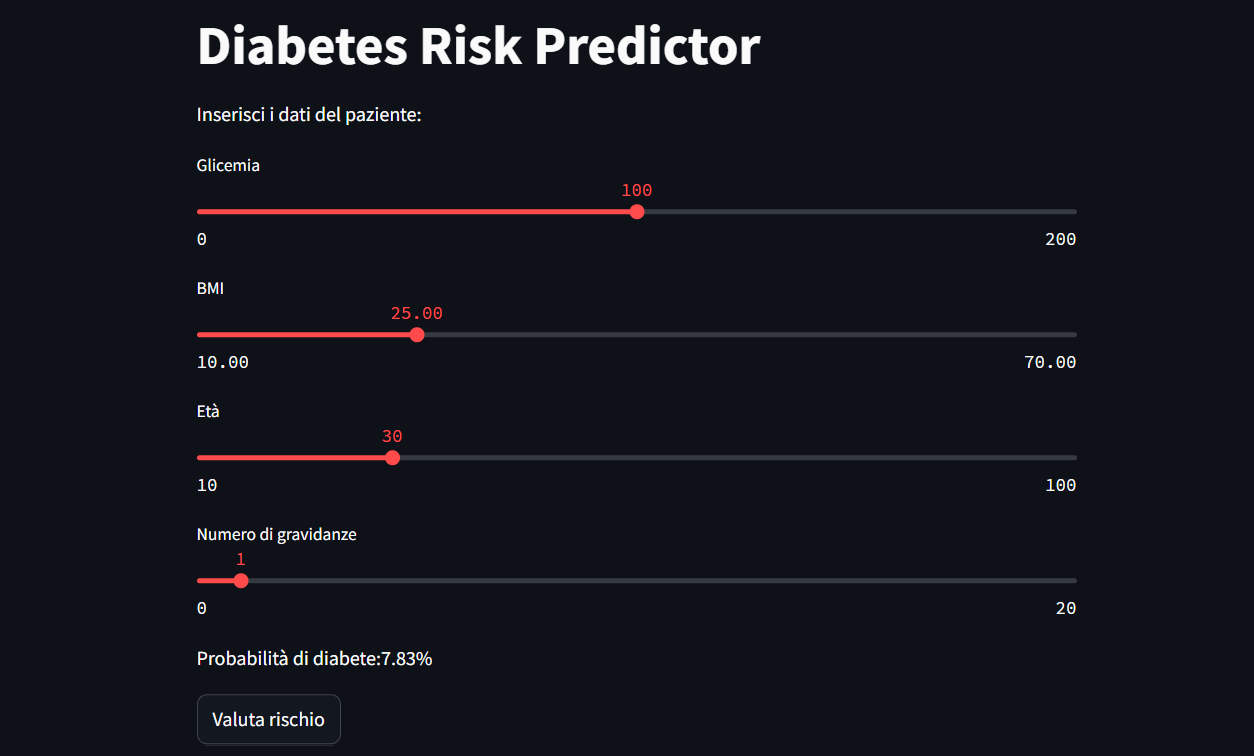 Diabetes Risk Predictor
Inserisci i dati del paziente:
Glicemia
100
0 200
BMI
25.00
10.00 70.00
Età
30
10 100
Numero di gravidanze
1
0 20
Probabilità di diabete:7.83%
Valuta rischio